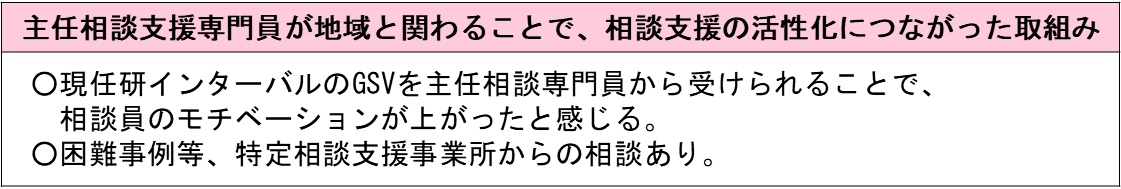 主任相談支援専門員が地域と関わることで、相談支援の活性化につながった取組み
〇現任研インターバルのGSVを主任相談専門員から受けられることで、
相談員のモチベーションが上がったと感じる。
〇困難事例等、特定相談支援事業所からの相談あり。